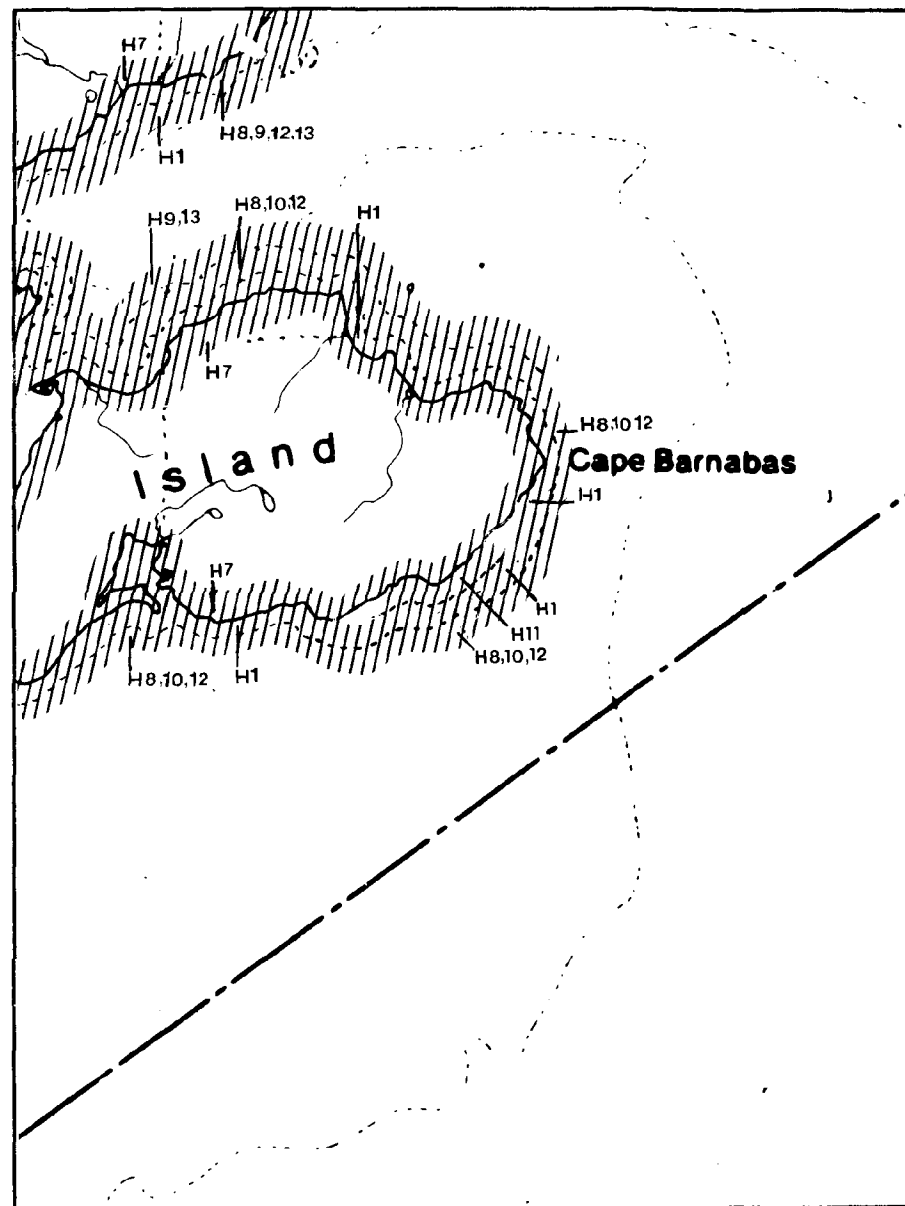 H7
H8,9,12,13
H1
H9,13
H8,10,12
H1
H7
H8,10 12
Island
Cape Barnabas
H1
H7
H1
H11
H8,10,12
H8,10,12
H1